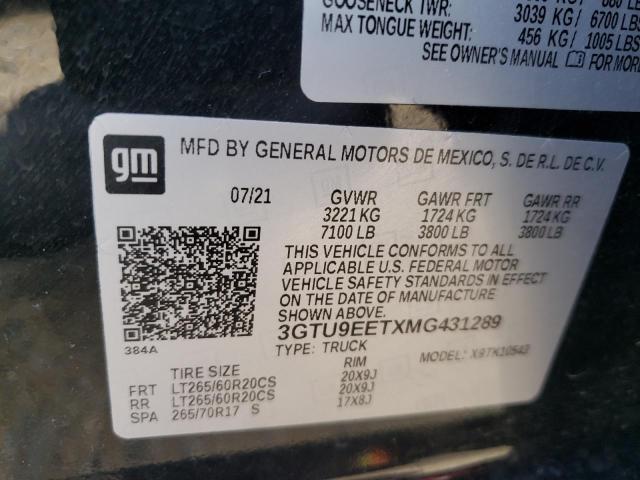 GOOSENECK TWR:
3039 KG/ 6700 LBS
MAX TONGUE WEIGHT: 456 KG/ 1005 LBS
SEE OWNER'S MANUAL FOR MOR
gm
MFD BY GENERAL MOTORS DE MEXICO, S. DE R.L. DE C.V.
07/21 GVWR GAWR FRT GAWR RR
3221 KG 1724 KG 1724 KG
7100 LB 3800 LB 3800 LB
THIS VEHICLE CONFORMS TO ALL
APPLICABLE U.S. FEDERAL MOTOR
VEHICLE SAFETY STANDARDS IN EFFECT
ON THE DATE OF MANUFACTURE
SHOWN ABOVE.
3GTU9EETXMG431289
TYPE: TRUCK MODEL: X9TK10543
384A
TIRE SIZE RIM
FRT LT265/60R20CS 20X9J
RR LT265/60R20CS 20X9J
SPA 265/70R17 S 17X8J